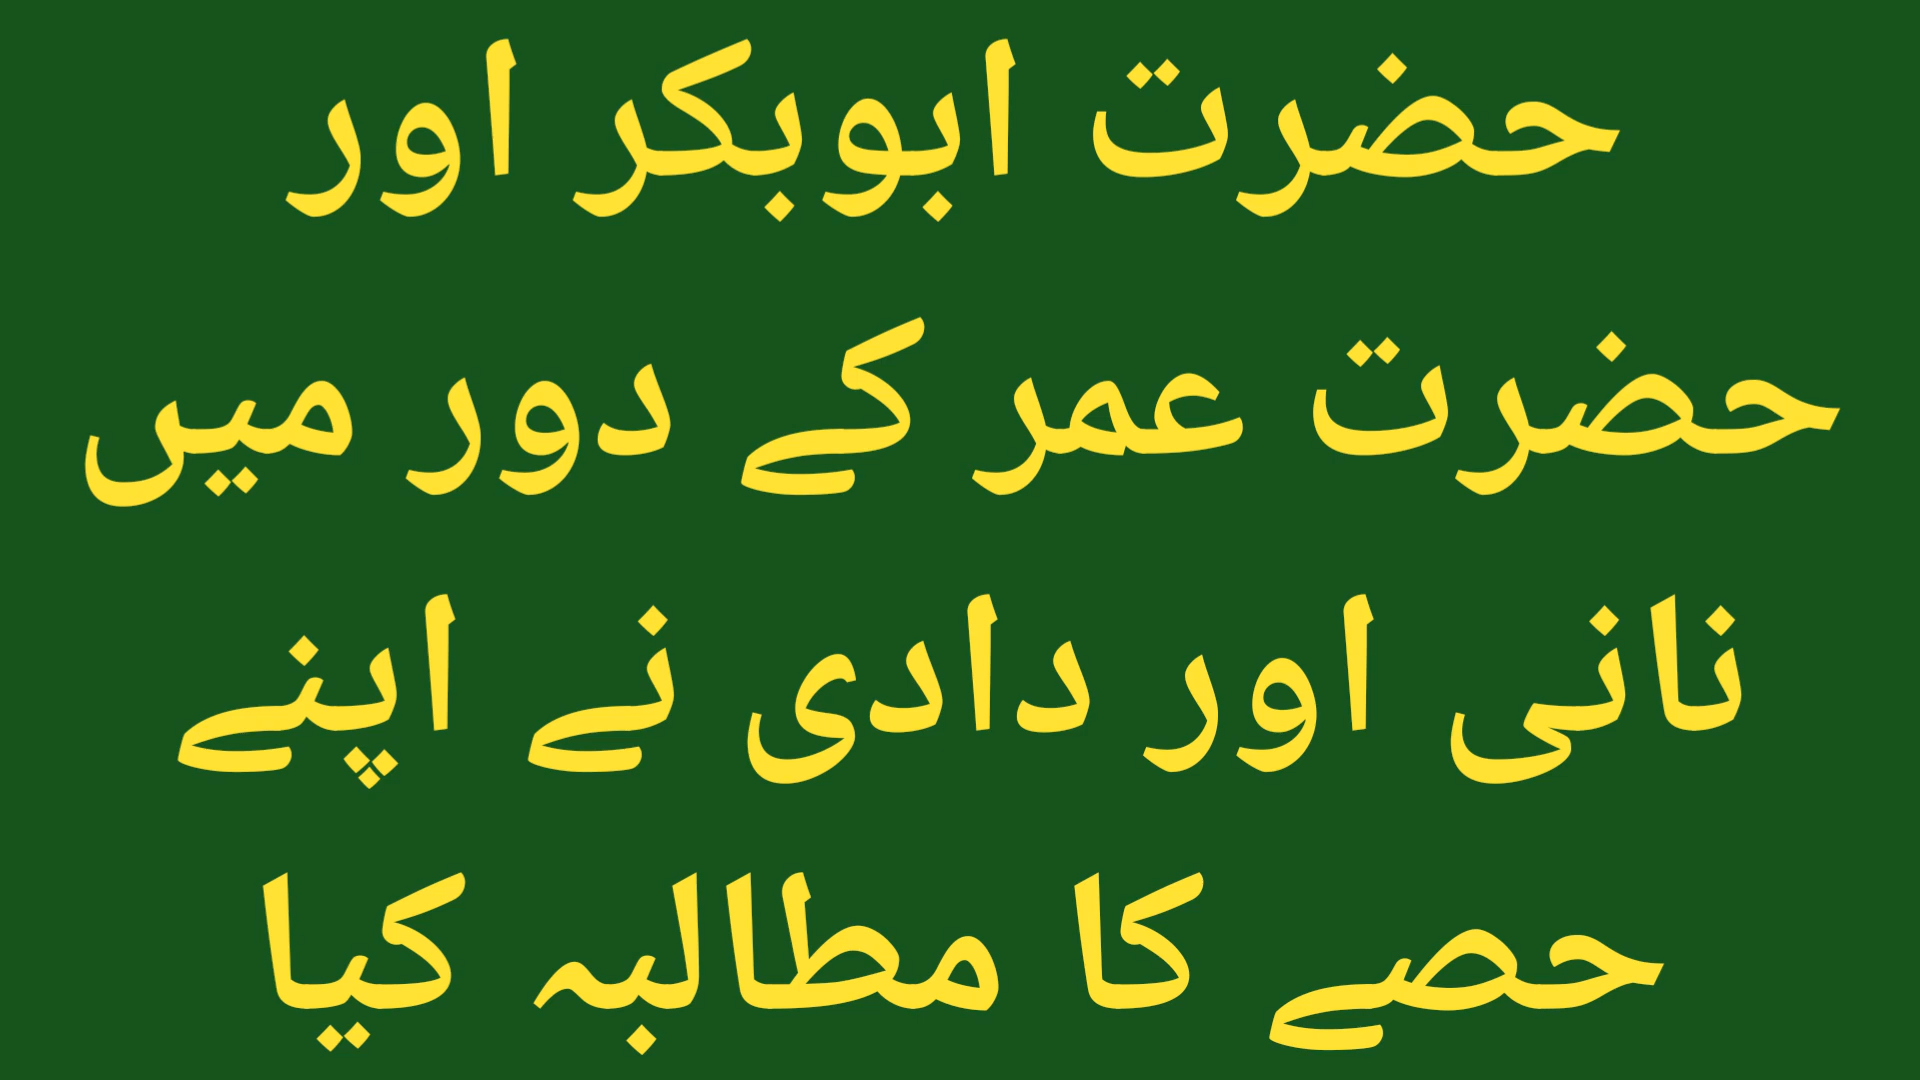 حضرت ابوبکر اور
حضرت عمر کے دور میں
نانی اور دادی نے اپنے
حصے کا مطالبہ کیا